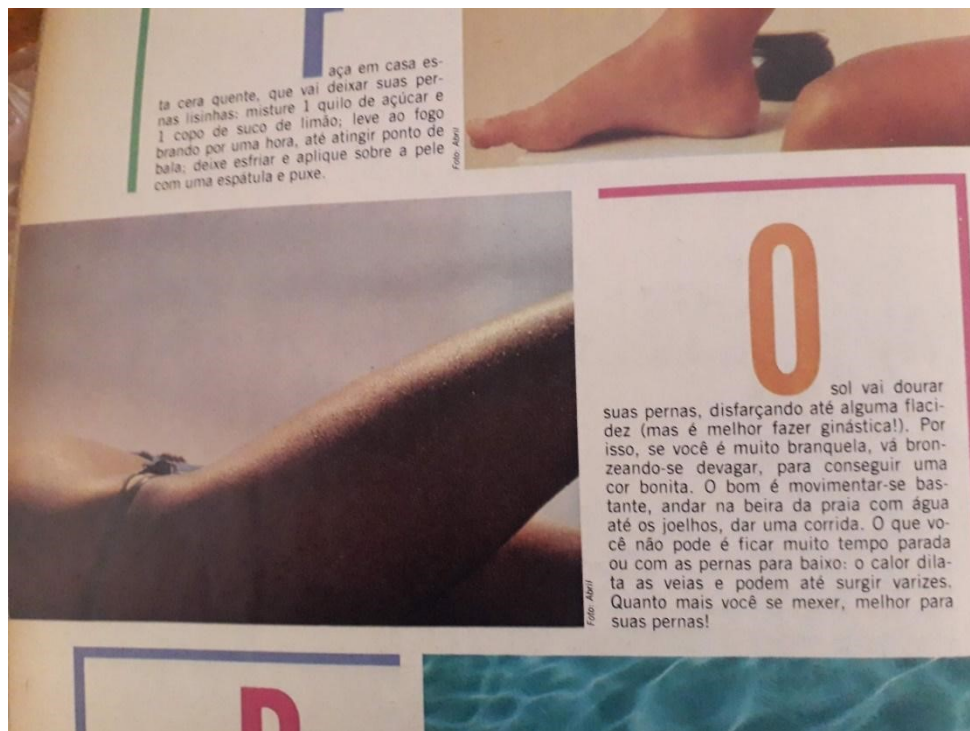 Faça em casa es-
ta cera quente, que vai deixar suas per-
nas lisinhas: misture 1 quilo de açúcar e
1 copo de suco de limão; leve ao fogo
brando por uma hora, até atingir ponto de
bala; deixe esfriar e aplique sobre a pele
com uma espátula e puxe.
Foto: Abril
O sol vai dourar
suas pernas, disfarçando até alguma flaci-
dez (mas é melhor fazer ginástica!). Por
isso, se você é muito branquela, vá bron-
zeando-se devagar, para conseguir uma
cor bonita. O bom é movimentar-se bas-
tante, andar na beira da praia com água
até os joelhos, dar uma corrida. O que vo-
cê não pode é ficar muito tempo parada
ou com as pernas para baixo: o calor dila-
ta as veias e podem até surgir varizes.
Quanto mais você se mexer, melhor para
suas pernas!
Foto: Abril